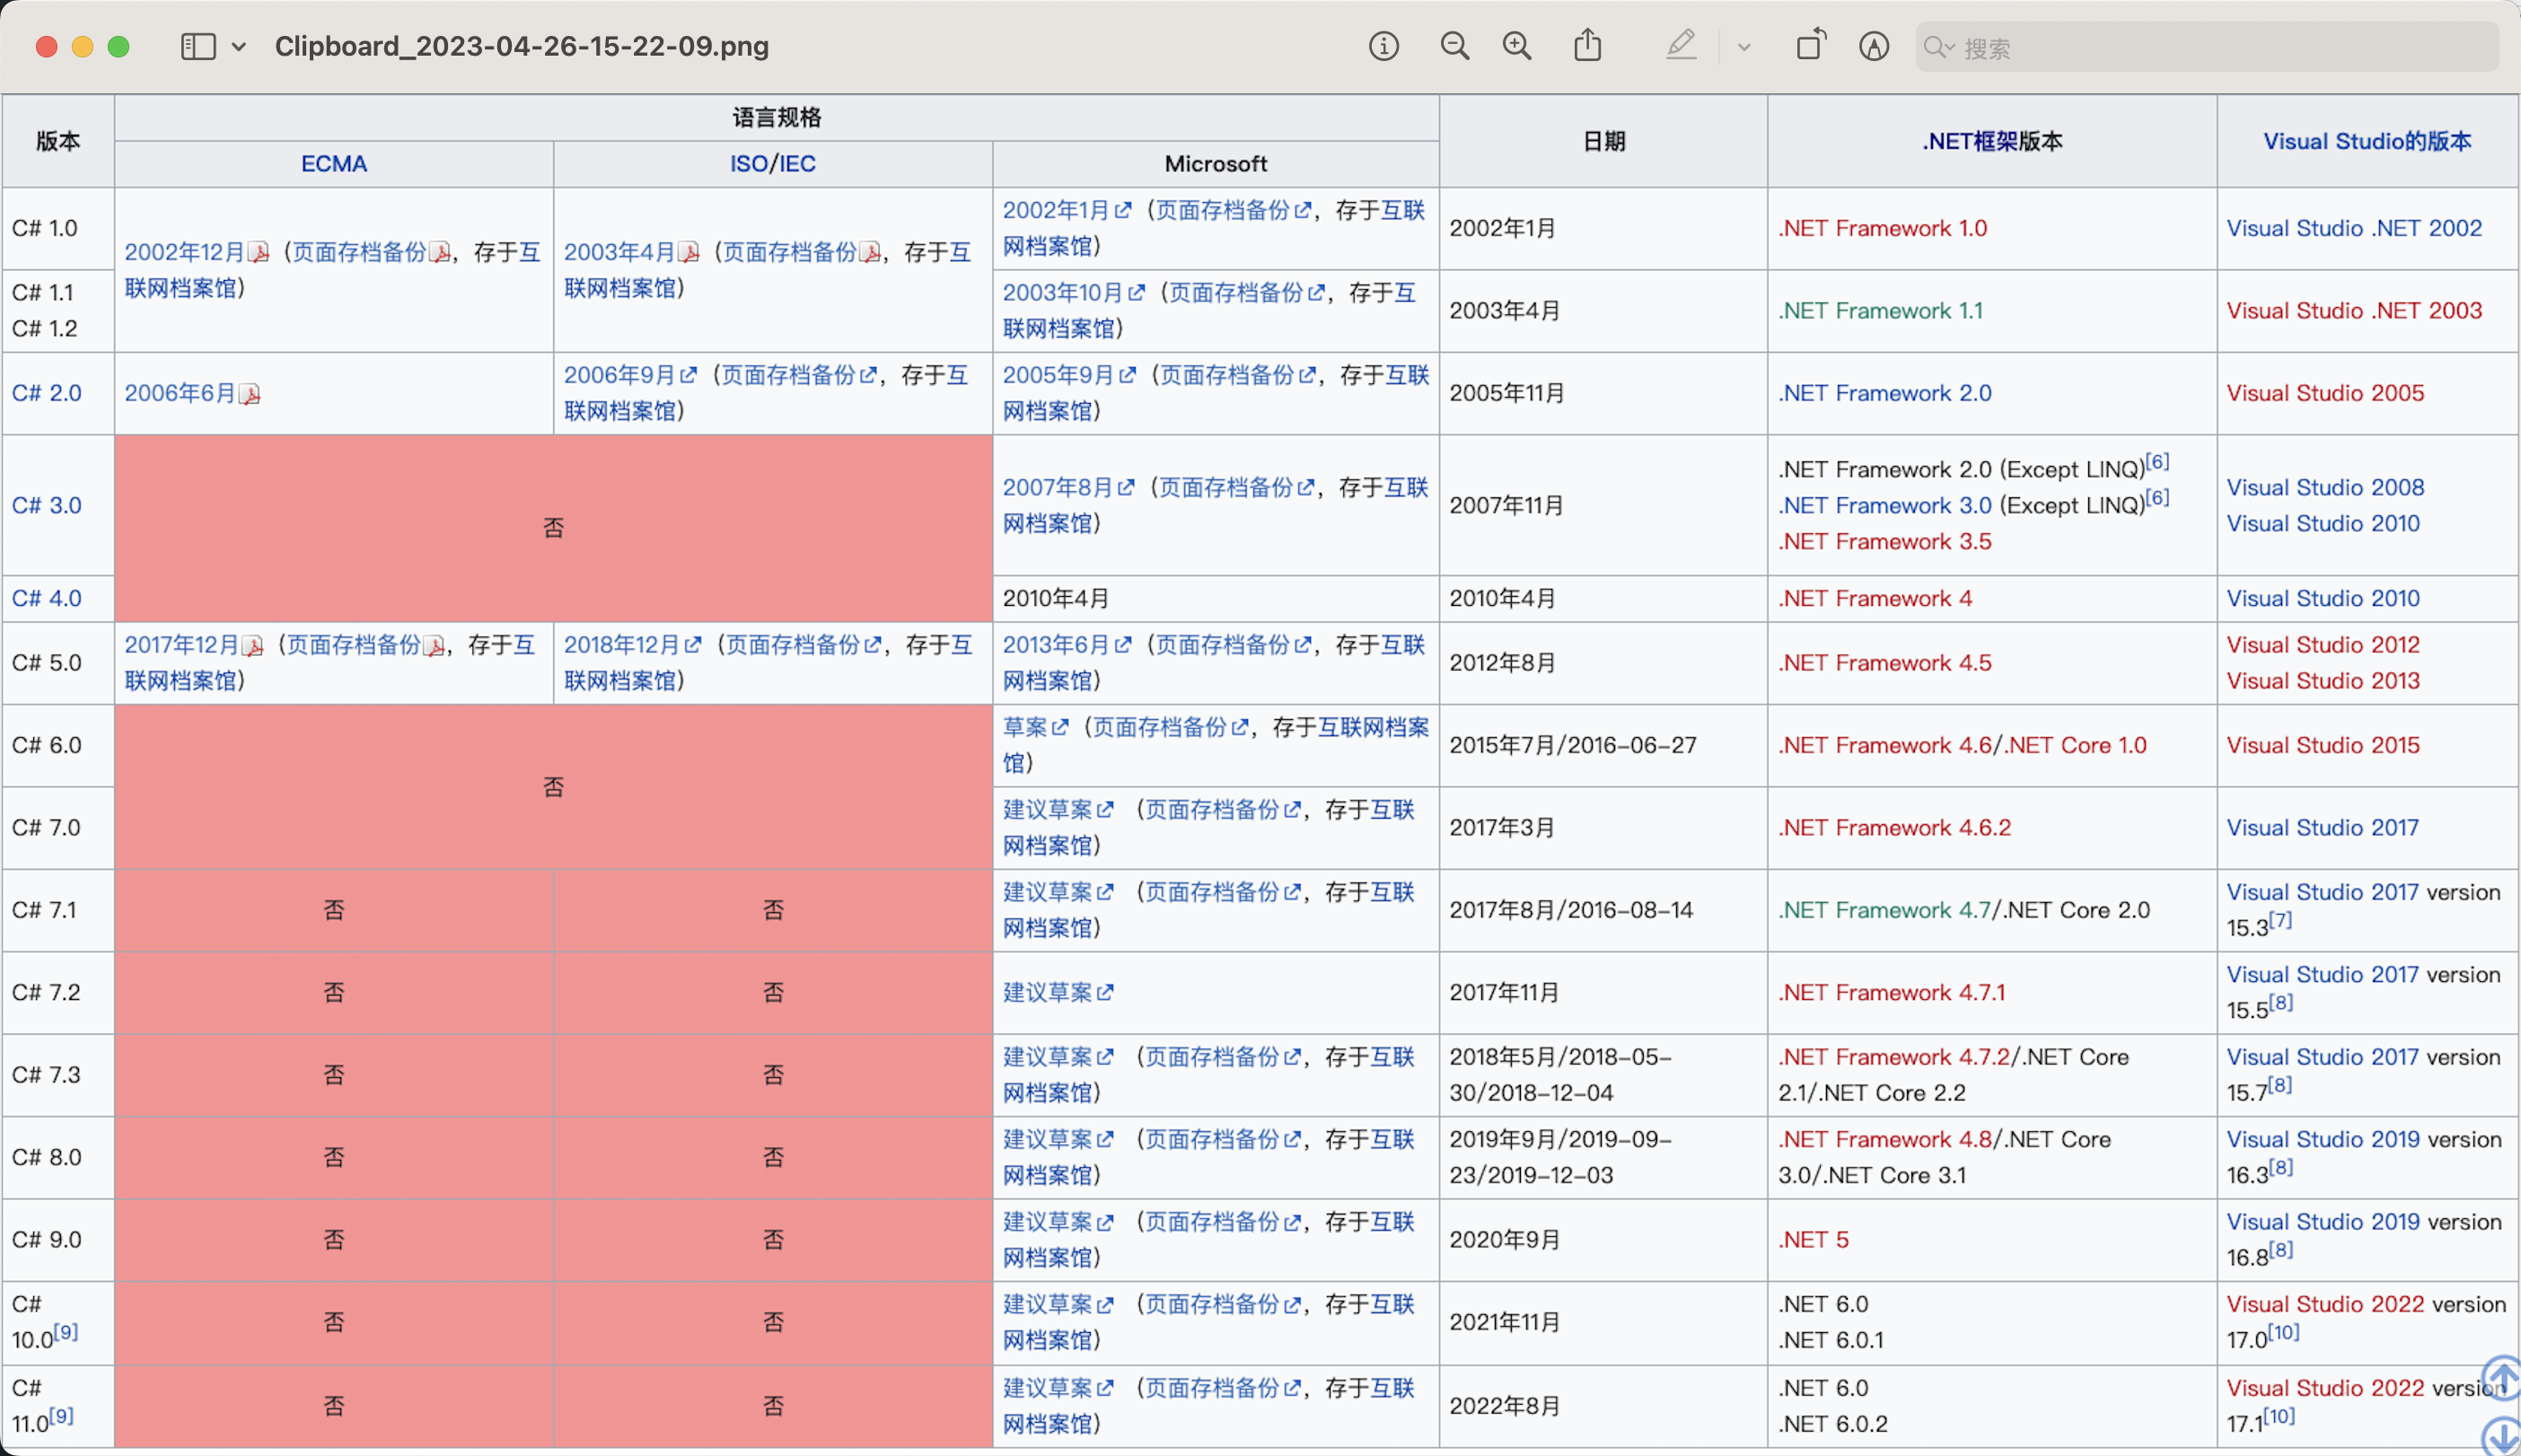 Clipboard_2023-04-26-15-22-09.png
搜索
版本
语言规格
日期
.NET框架版本
Visual Studio的版本
ECMA
ISO/IEC
Microsoft
C# 1.0
2002年12月 (页面存档备份, 存于互
联网档案馆)
2003年4月 (页面存档备份, 存于互
联网档案馆)
2002年1月 (页面存档备份, 存于互联
网档案馆)
2002年1月
.NET Framework 1.0
Visual Studio .NET 2002
C# 1.1
C# 1.2
2003年10月 (页面存档备份, 存于互
联网档案馆)
2003年4月
.NET Framework 1.1
Visual Studio .NET 2003
C# 2.0
2006年6月
2006年9月 (页面存档备份, 存于互
联网档案馆)
2005年9月 (页面存档备份, 存于互联
网档案馆)
2005年11月
.NET Framework 2.0
Visual Studio 2005
C# 3.0
否
2007年8月 (页面存档备份, 存于互联
网档案馆)
2007年11月
.NET Framework 2.0 (Except LINQ)[6]
.NET Framework 3.0 (Except LINQ)[6]
.NET Framework 3.5
Visual Studio 2008
Visual Studio 2010
C# 4.0
2010年4月
2010年4月
.NET Framework 4
Visual Studio 2010
C# 5.0
2017年12月 (页面存档备份, 存于互
联网档案馆)
2018年12月 (页面存档备份, 存于互
联网档案馆)
2013年6月 (页面存档备份, 存于互联
网档案馆)
2012年8月
.NET Framework 4.5
Visual Studio 2012
Visual Studio 2013
C# 6.0
否
草案 (页面存档备份, 存于互联网档案
馆)
2015年7月/2016-06-27
.NET Framework 4.6/.NET Core 1.0
Visual Studio 2015
C# 7.0
建议草案 (页面存档备份, 存于互联
网档案馆)
2017年3月
.NET Framework 4.6.2
Visual Studio 2017
C# 7.1
否
否
建议草案 (页面存档备份, 存于互联
网档案馆)
2017年8月/2016-08-14
.NET Framework 4.7/.NET Core 2.0
Visual Studio 2017 version
15.3[7]
C# 7.2
否
否
建议草案
2017年11月
.NET Framework 4.7.1
Visual Studio 2017 version
15.5[8]
C# 7.3
否
否
建议草案 (页面存档备份, 存于互联
网档案馆)
2018年5月/2018-05-
30/2018-12-04
.NET Framework 4.7.2/.NET Core
2.1/.NET Core 2.2
Visual Studio 2017 version
15.7[8]
C# 8.0
否
否
建议草案 (页面存档备份, 存于互联
网档案馆)
2019年9月/2019-09-
23/2019-12-03
.NET Framework 4.8/.NET Core
3.0/.NET Core 3.1
Visual Studio 2019 version
16.3[8]
C# 9.0
否
否
建议草案 (页面存档备份, 存于互联
网档案馆)
2020年9月
.NET 5
Visual Studio 2019 version
16.8[8]
C#
10.0[9]
否
否
建议草案 (页面存档备份, 存于互联
网档案馆)
2021年11月
.NET 6.0
.NET 6.0.1
Visual Studio 2022 version
17.0[10]
C#
11.0[9]
否
否
建议草案 (页面存档备份, 存于互联
网档案馆)
2022年8月
.NET 6.0
.NET 6.0.2
Visual Studio 2022 version
17.1[10]